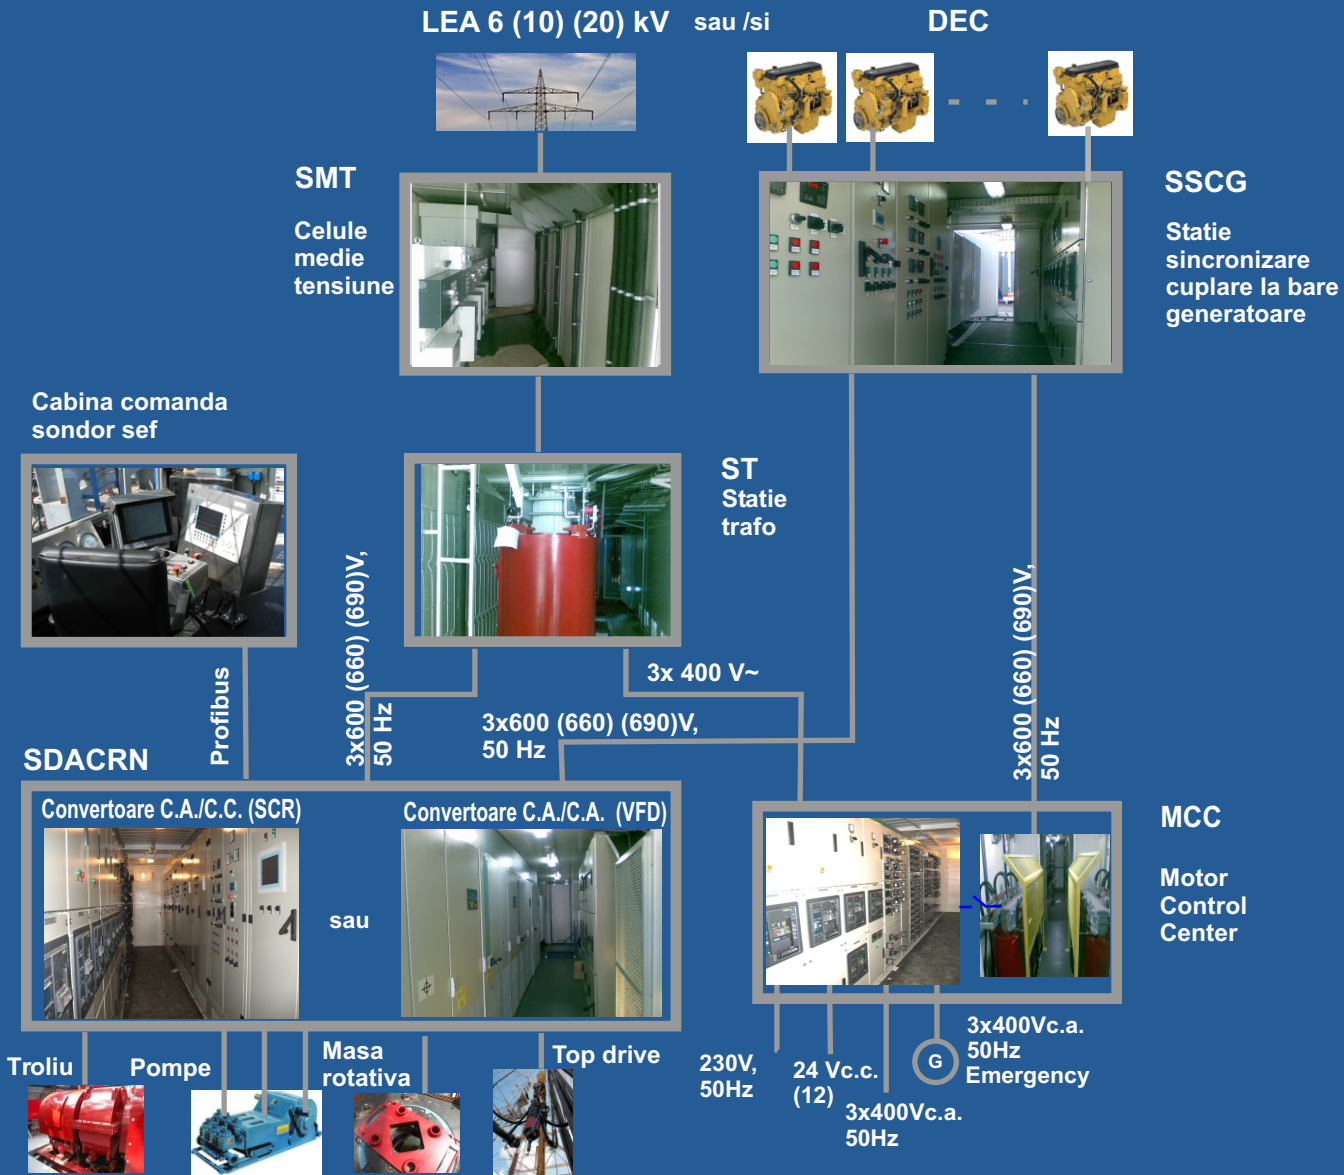 LEA 6 (10) (20) kV sau /si DEC
SMT
Celule
medie
tensiune
SSCG
Statie
sincronizare
cuplare la bare
generatoare
Cabina comanda
sondor sef
ST
Statie
trafo
Profibus
3x600 (660) (690)V,
50 Hz
3x 400 V~
3x600 (660) (690)V,
50 Hz
3x600 (660) (690)V,
50 Hz
SDACRN
Convertoare C.A./C.C. (SCR)
sau
Convertoare C.A./C.A. (VFD)
MCC
Motor
Control
Center
Troliu
Pompe
Masa
rotativa
Top drive
230V,
50Hz
24 Vc.c.
(12)
3x400Vc.a.
50Hz
G
3x400Vc.a.
50Hz
Emergency